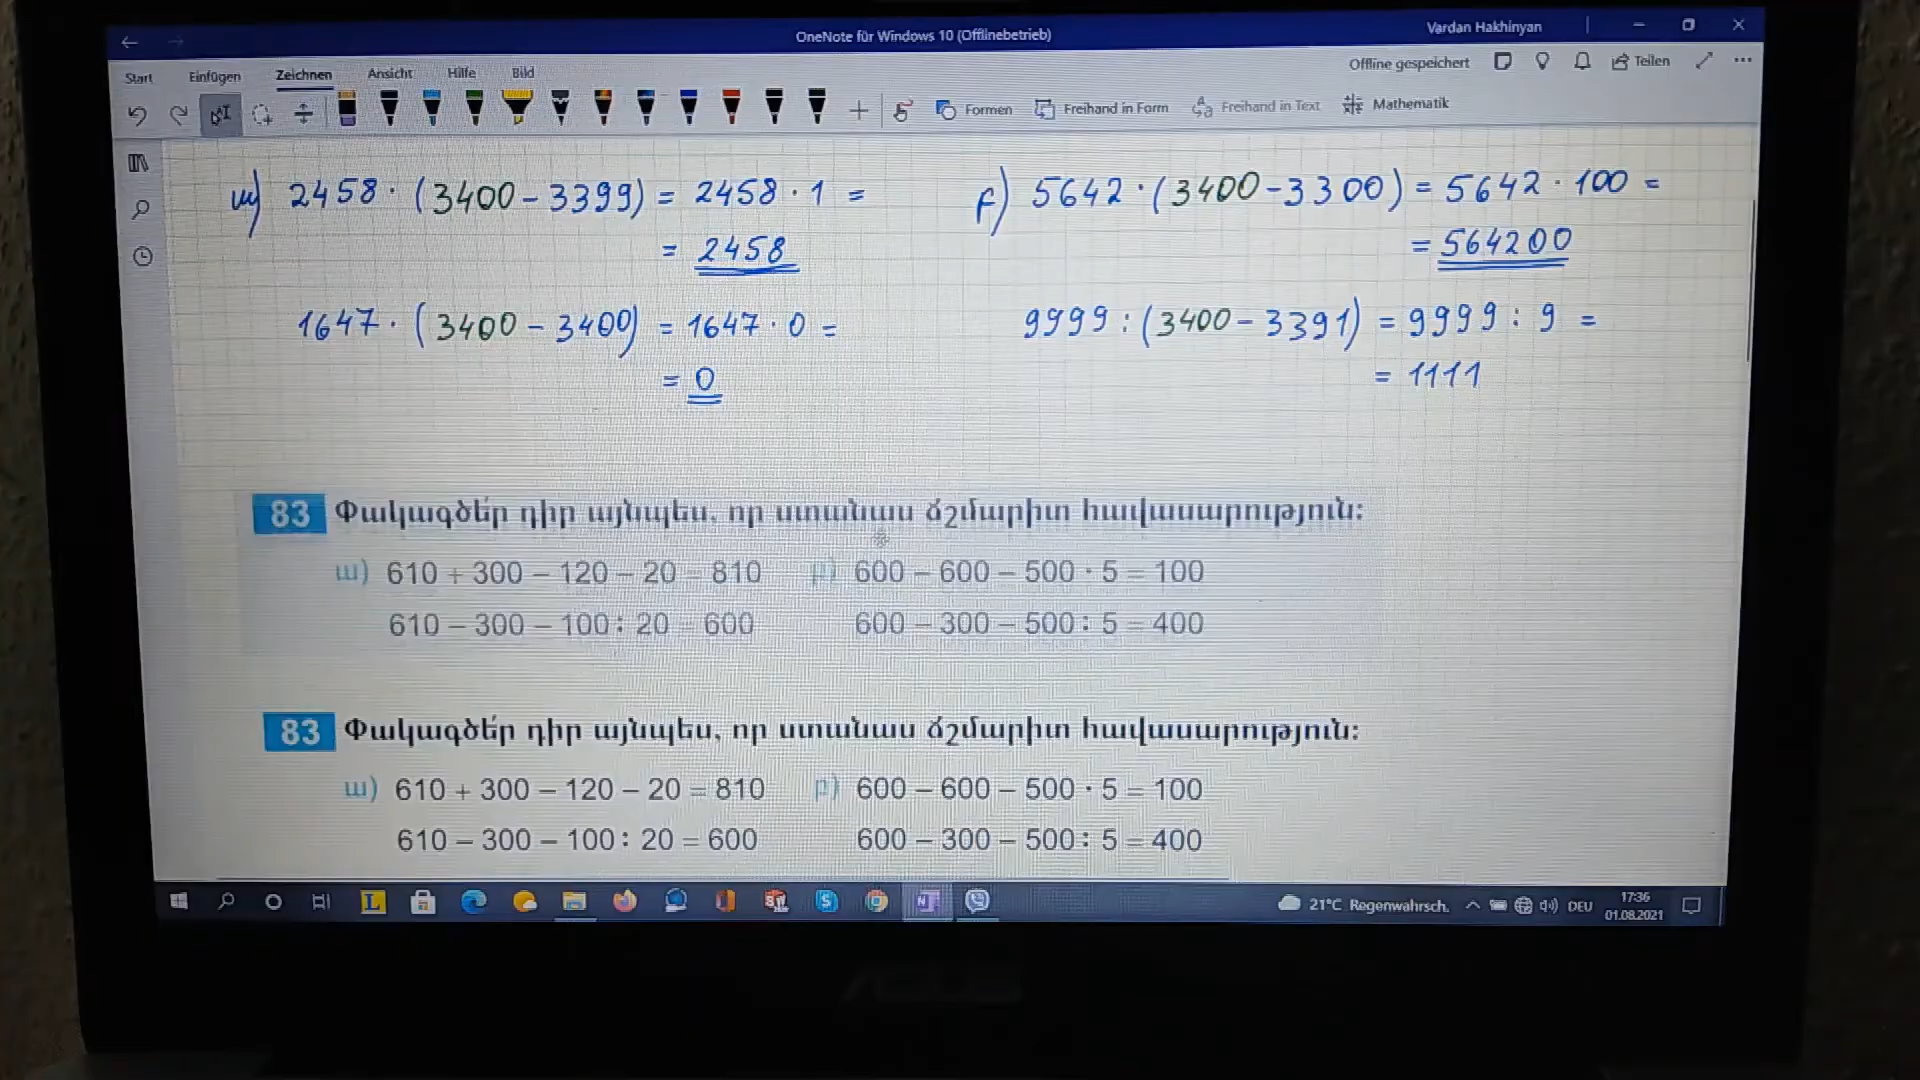 OneNote für Windows 10 (Offlinebetrieb)
Vardan Hakhinyan
Start Einfügen Zeichnen Ansicht Hilfe Bild
Offline gespeichert
Teilen
Formen Freihand in Form Freihand in Text Mathematik
ա) 2458 · (3400 - 3399) = 2458 · 1 =
= 2458
1647 · (3400 - 3400) = 1647 · 0 =
= 0
բ) 5642 · (3400 - 3300) = 5642 · 100 =
= 564200
9999 : (3400 - 3391) = 9999 : 9 =
= 1111
83 Փակագծե՛ր դիր այնպես, որ ստանաս ճշմարիտ հավասարություն:
ա) 610 + 300 – 120 – 20 = 810 բ) 600 – 600 – 500 · 5 = 100
610 – 300 – 100 : 20 = 600 600 – 300 – 500 : 5 = 400
83 Փակագծե՛ր դիր այնպես, որ ստանաս ճշմարիտ հավասարություն:
ա) 610 + 300 – 120 – 20 = 810 բ) 600 – 600 – 500 · 5 = 100
610 – 300 – 100 : 20 = 600 600 – 300 – 500 : 5 = 400
21°C Regenwahrsch.
DEU
17:36
01.08.2021
ASUS